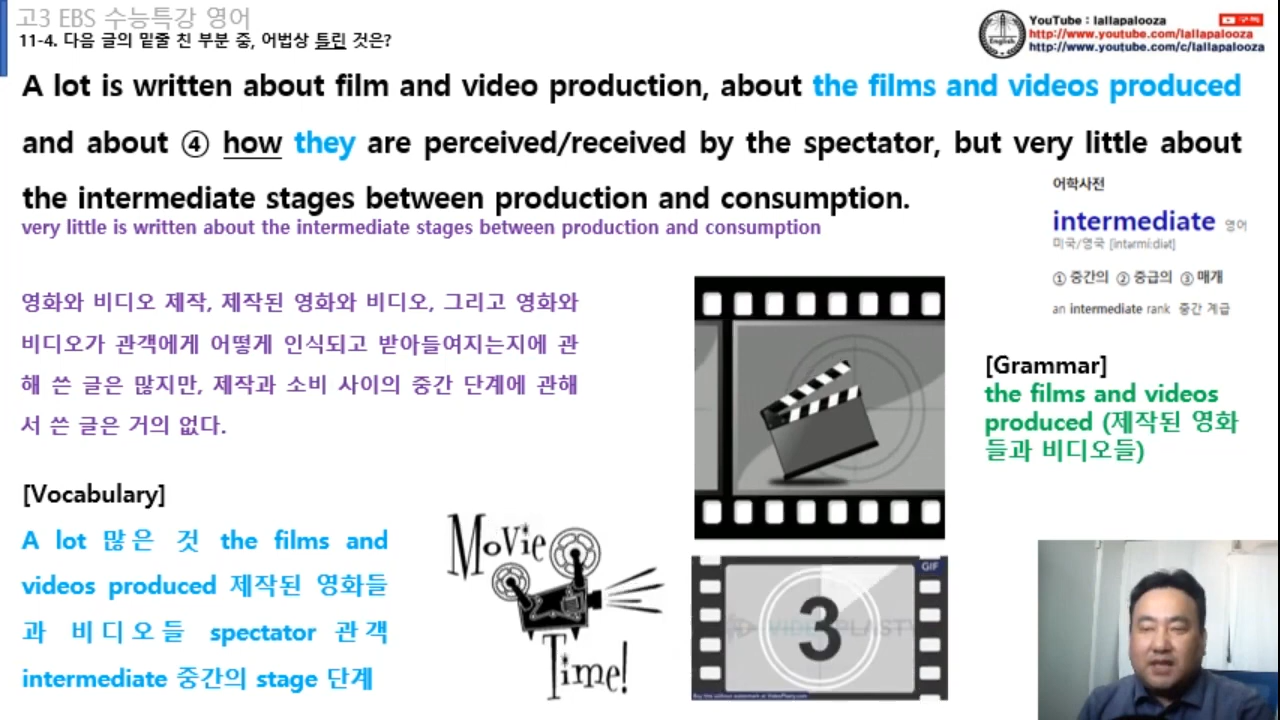 고3 EBS 수능특강 영어
11-4. 다음 글의 밑줄 친 부분 중, 어법상 틀린 것은?
YouTube : lallapalooza
구독
http://www.youtube.com/lallapalooza
http://www.youtube.com/c/lallapalooza
English
A lot is written about film and video production, about the films and videos produced
and about ④ how they are perceived/received by the spectator, but very little about
the intermediate stages between production and consumption.
very little is written about the intermediate stages between production and consumption
어학사전
intermediate 영어
미국/영국 [intərmiːdiət]
① 중간의 ② 중급의 ③ 매개
an intermediate rank 중간 계급
영화와 비디오 제작, 제작된 영화와 비디오, 그리고 영화와
비디오가 관객에게 어떻게 인식되고 받아들여지는지에 관
해 쓴 글은 많지만, 제작과 소비 사이의 중간 단계에 관해
서 쓴 글은 거의 없다.
[Grammar]
the films and videos
produced (제작된 영화
들과 비디오들)
[Vocabulary]
A lot 많은 것 the films and
videos produced 제작된 영화들
과 비디오들 spectator 관객
intermediate 중간의 stage 단계
Movie
Time!
GIF
3